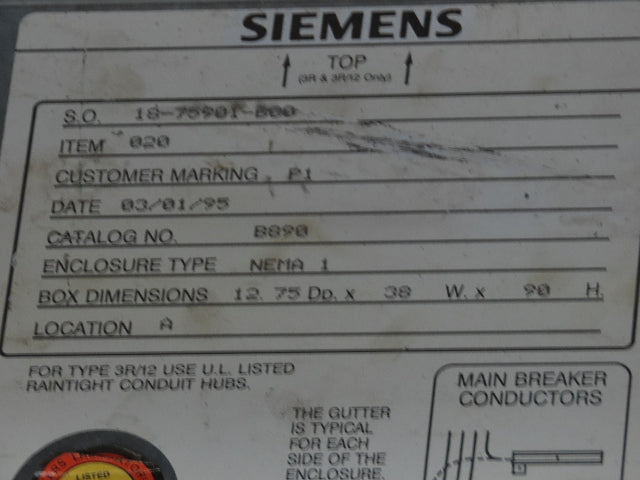 SIEMENS
TOP
(3R & 3R/12 Only)
S.O. 18-75901-B00
ITEM 020
CUSTOMER MARKING P1
DATE 03/01/95
CATALOG NO. B890
ENCLOSURE TYPE NEMA 1
BOX DIMENSIONS 12.75 Dp. x 38 W. x 90 H.
LOCATION A
FOR TYPE 3R/12 USE U.L. LISTED
RAINTIGHT CONDUIT HUBS.
THE GUTTER
IS TYPICAL
FOR EACH
SIDE OF THE
ENCLOSURE.
MAIN BREAKER
CONDUCTORS
LISTED